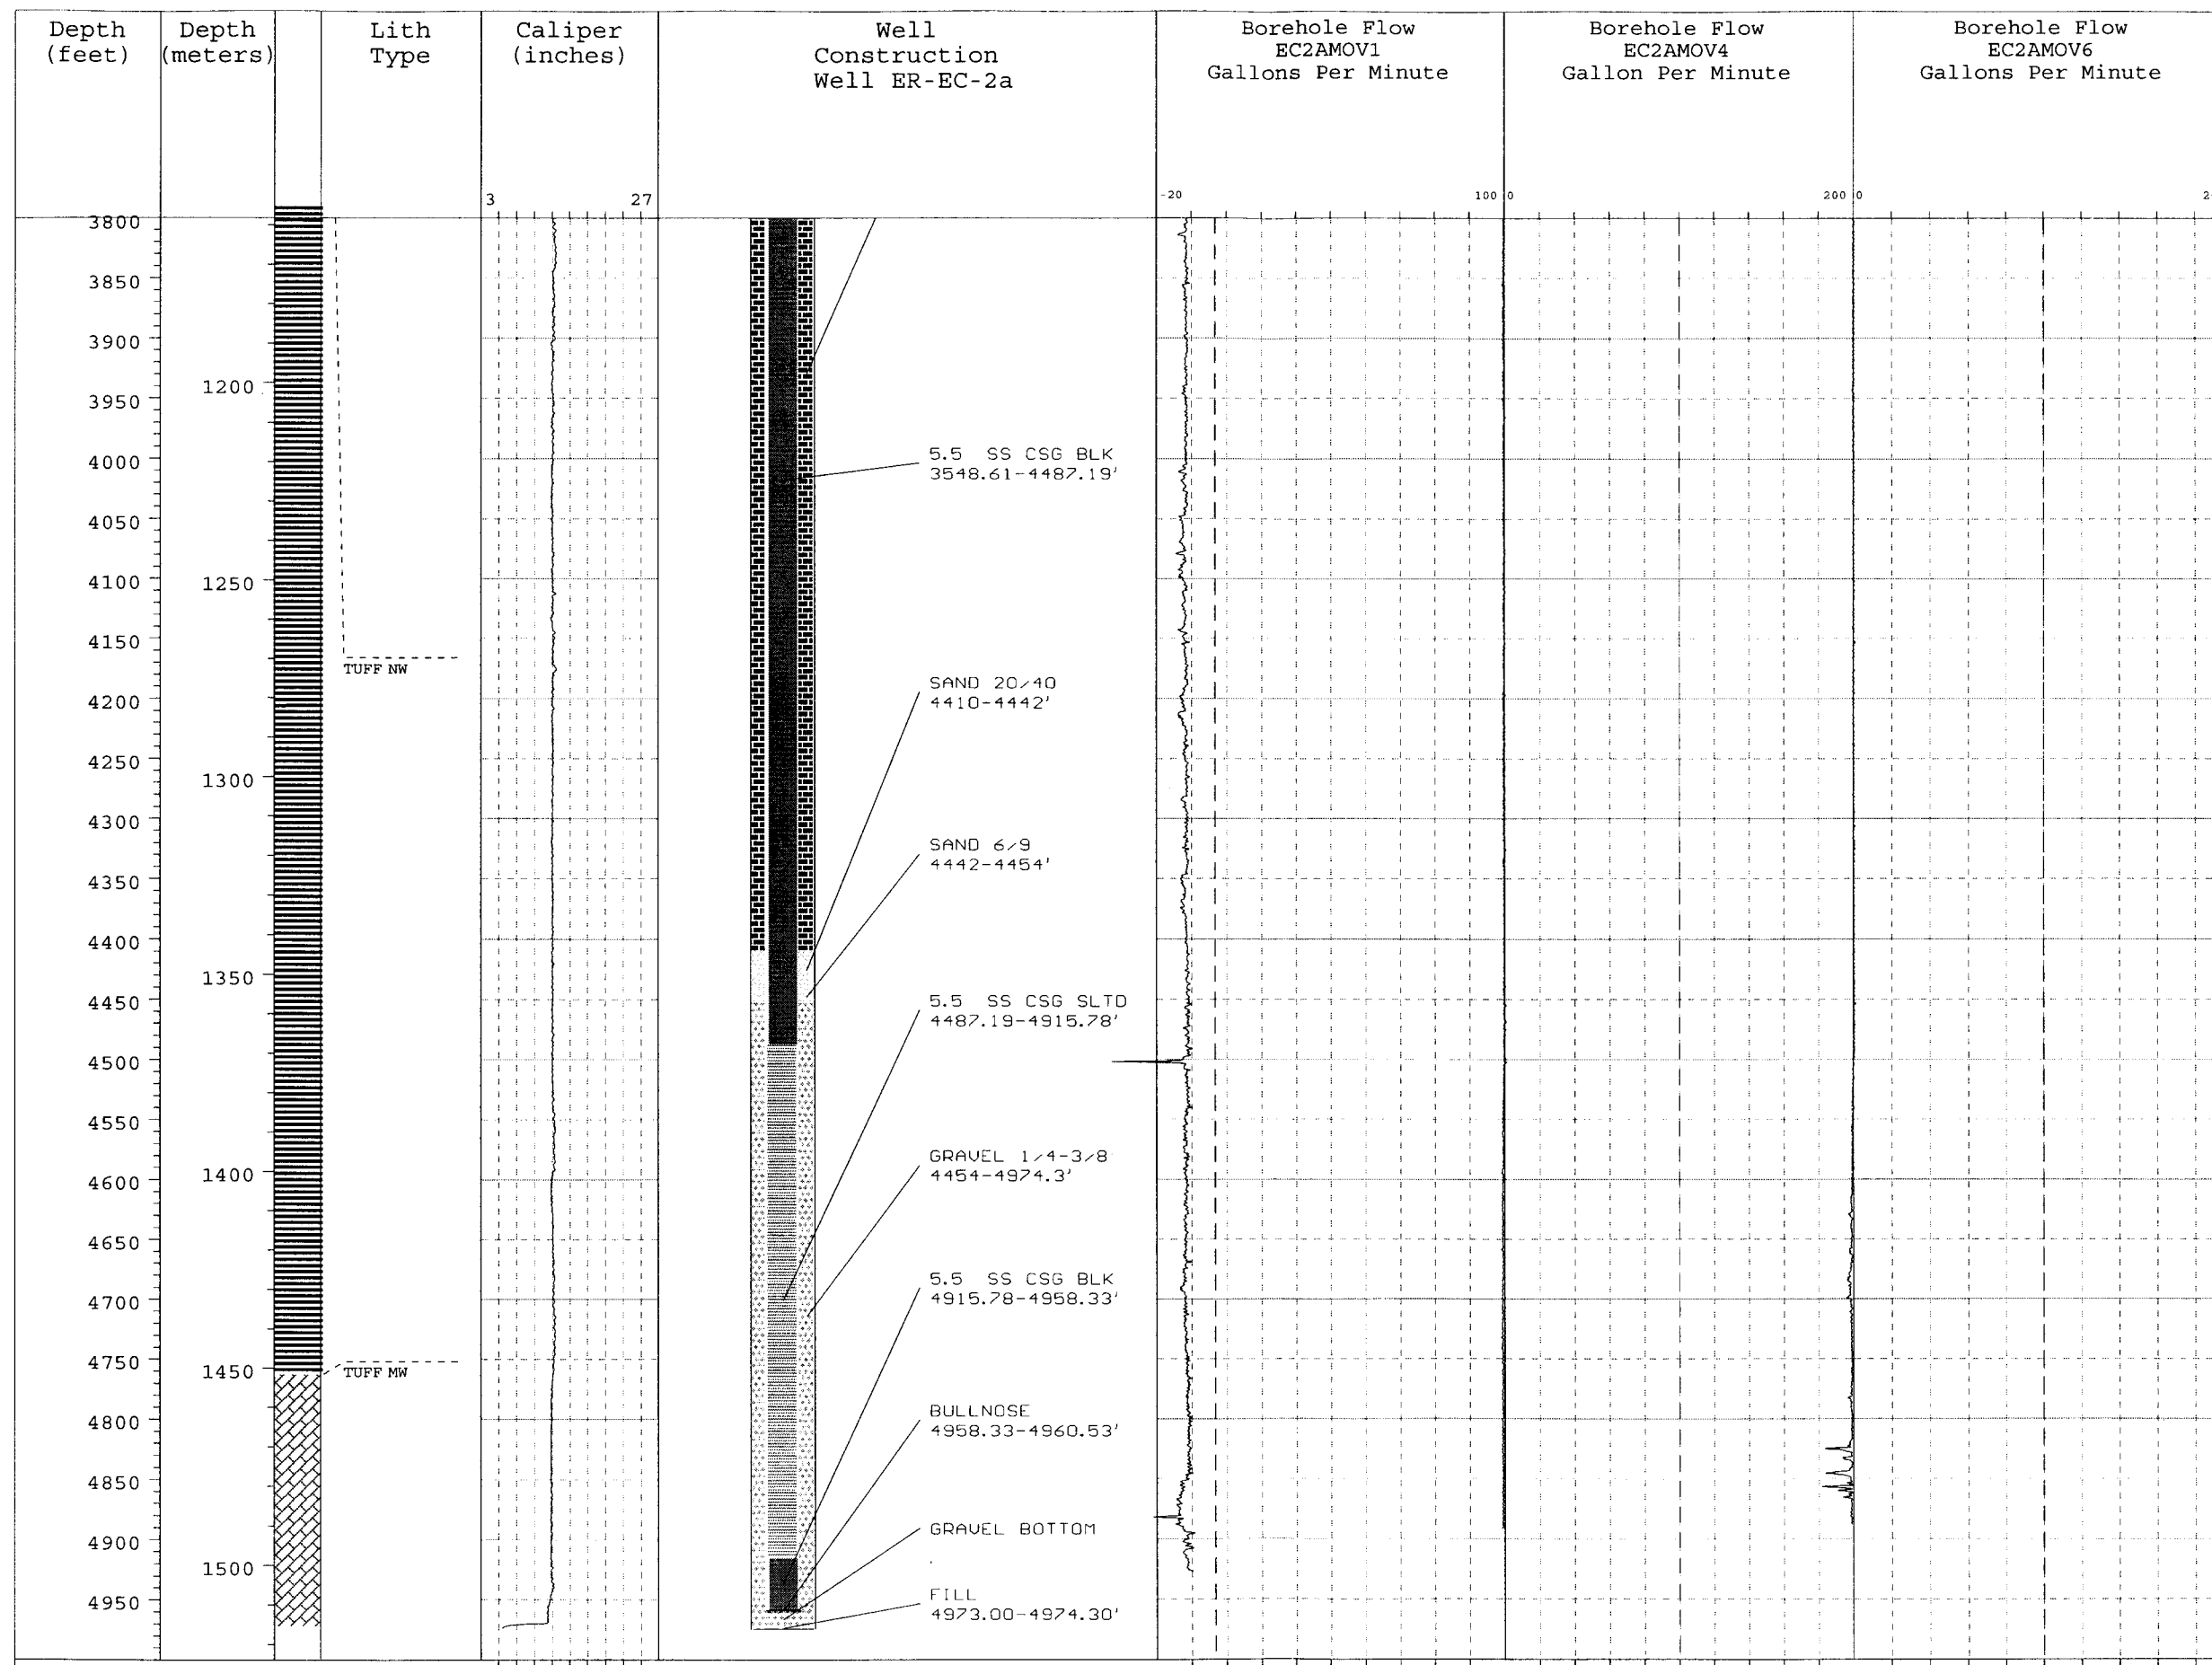 Depth
(feet)
Depth
(meters)
Lith
Type
Caliper
(inches)
Well
Construction
Well ER-EC-2a
Borehole Flow
EC2AMOV1
Gallons Per Minute
Borehole Flow
EC2AMOV4
Gallon Per Minute
Borehole Flow
EC2AMOV6
Gallons Per Minute
3 27
-20 100
0 200
0 2
3800
3850
3900
3950
4000
4050
4100
4150
4200
4250
4300
4350
4400
4450
4500
4550
4600
4650
4700
4750
4800
4850
4900
4950
1200
1250
1300
1350
1400
1450
1500
TUFF NW
TUFF MW
5.5 SS CSG BLK
3548.61-4487.19'
SAND 20/40
4410-4442'
SAND 6/9
4442-4454'
5.5 SS CSG SLTD
4487.19-4915.78'
GRAVEL 1/4-3/8
4454-4974.3'
5.5 SS CSG BLK
4915.78-4958.33'
BULLNOSE
4958.33-4960.53'
GRAVEL BOTTOM
FILL
4973.00-4974.30'